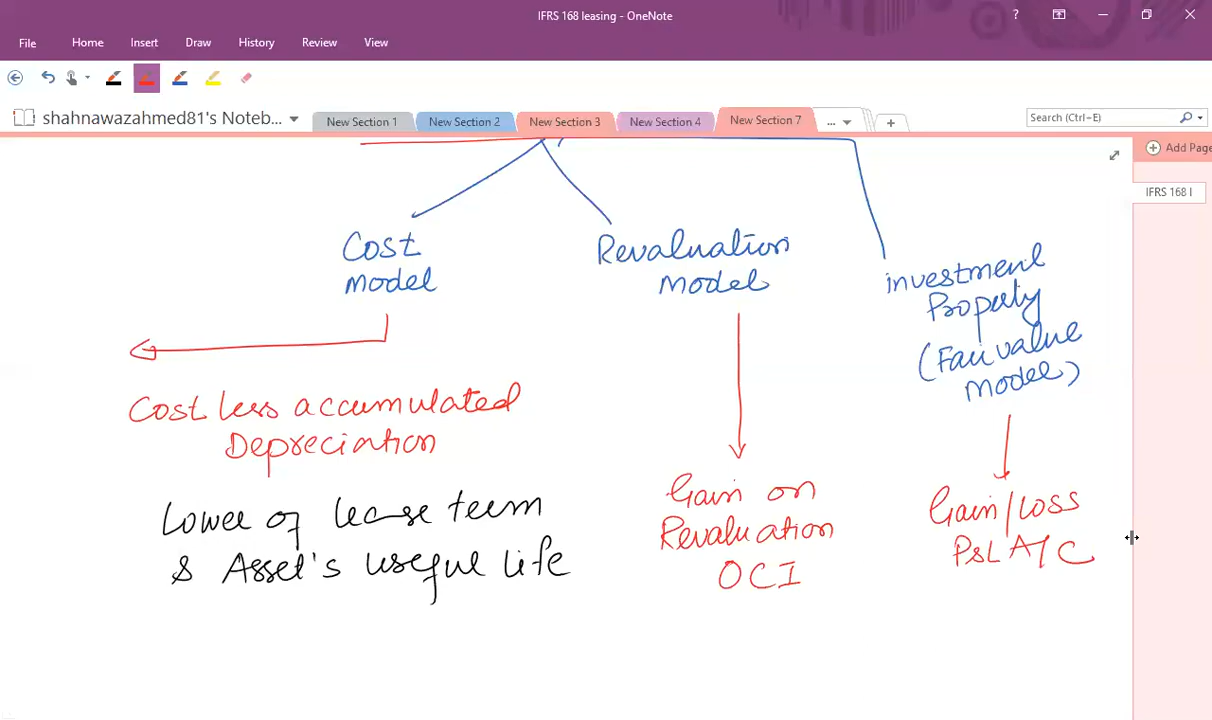 IFRS 168 leasing - OneNote
?
File Home Insert Draw History Review View
shahnawazahmed81's Noteb...
New Section 1
New Section 2
New Section 3
New Section 4
New Section 7
...
+
Search (Ctrl+E)
Add Page
IFRS 168 l
Cost
model
Revaluation
Model
investment
Property
(Fair value
Model)
Cost less accumulated
Depreciation
Lower of lease term
& Asset's useful life
Gain on
Revaluation
OCI
Gain/Loss
P&L A/C